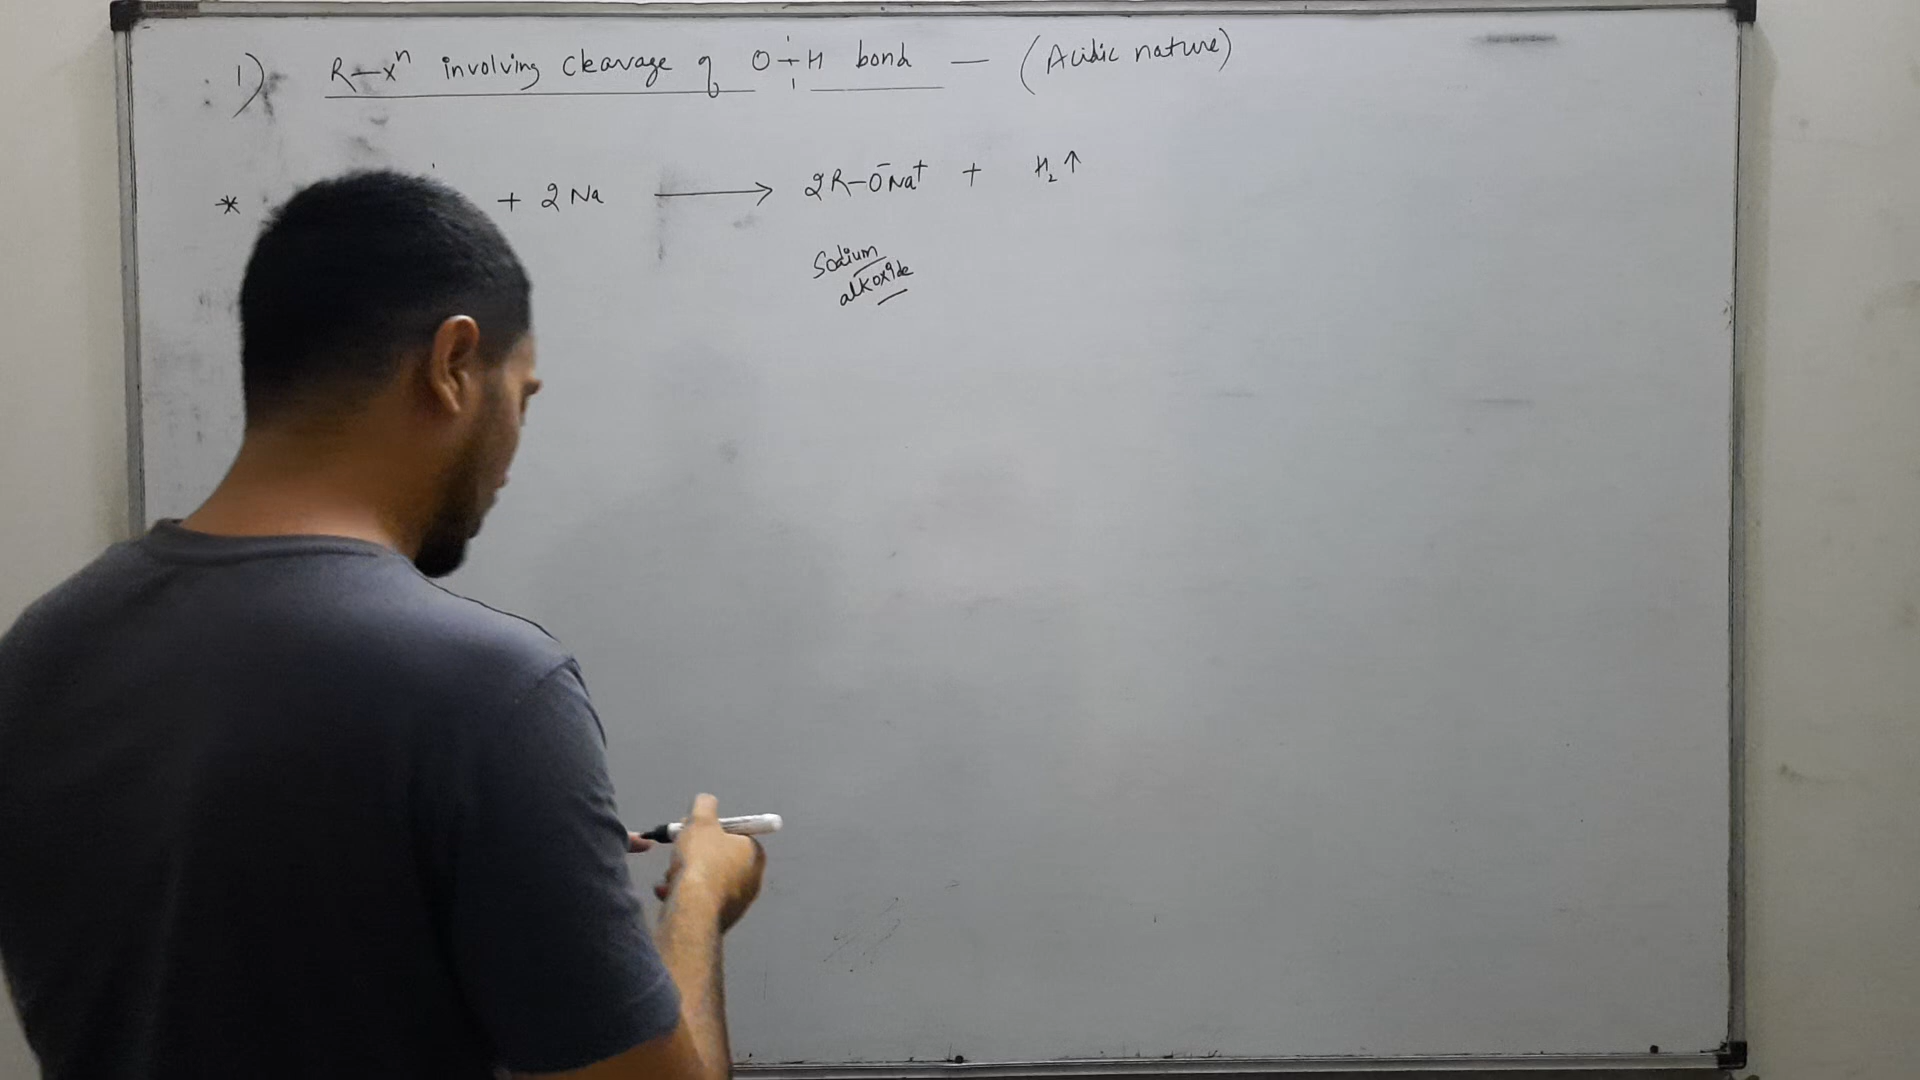 1) R-xⁿ involving cleavage of O-H bond — (Acidic nature)
* + 2 Na ⟶ 2R-O⁻Na⁺ + H₂↑
Sodium
alkoxide